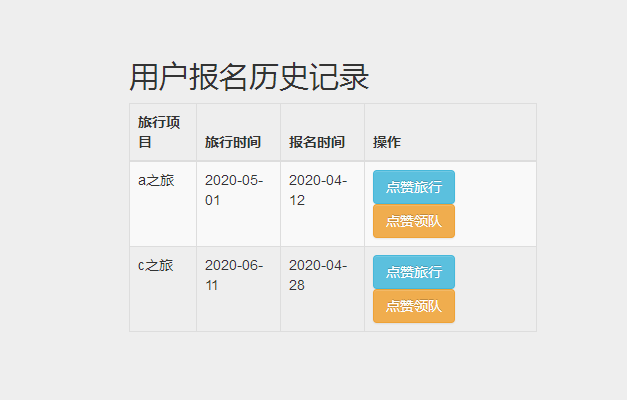 用户报名历史记录
旅行项
目 旅行时间 报名时间 操作
a之旅 2020-05- 2020-04- 点赞旅行
01 12
点赞领队
c之旅 2020-06- 2020-04- 点赞旅行
11 28
点赞领队